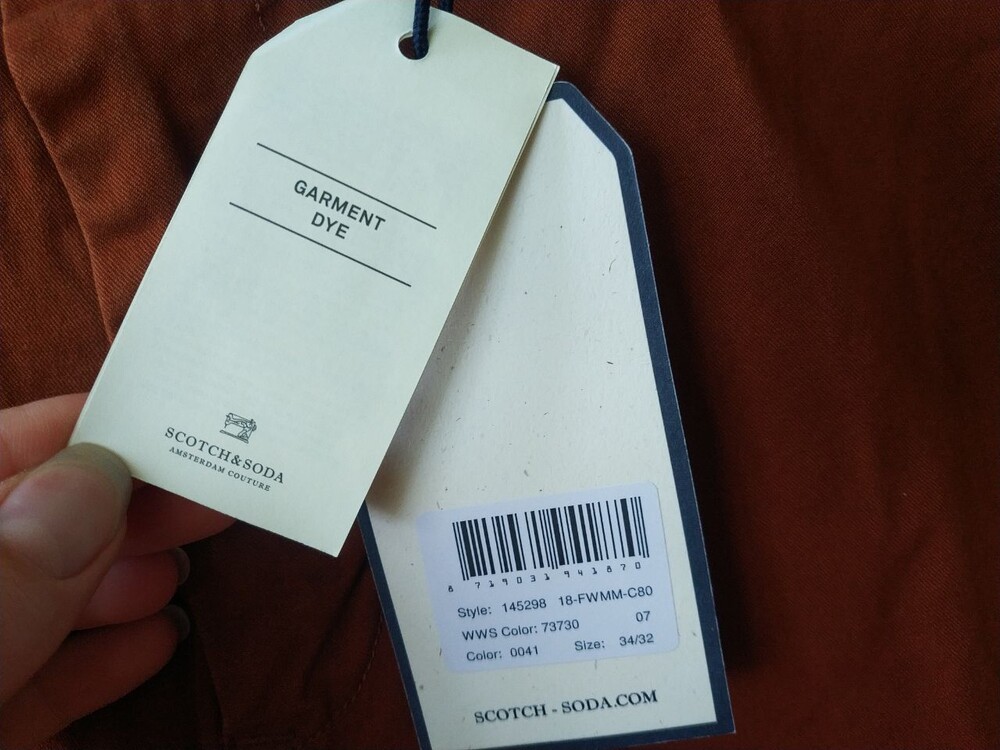 GARMENT
DYE
SCOTCH&SODA
AMSTERDAM COUTURE
8 719031 941870
Style: 145298 18-FWMM-C80
WWS Color: 73730 07
Color: 0041 Size: 34/32
SCOTCH - SODA.COM